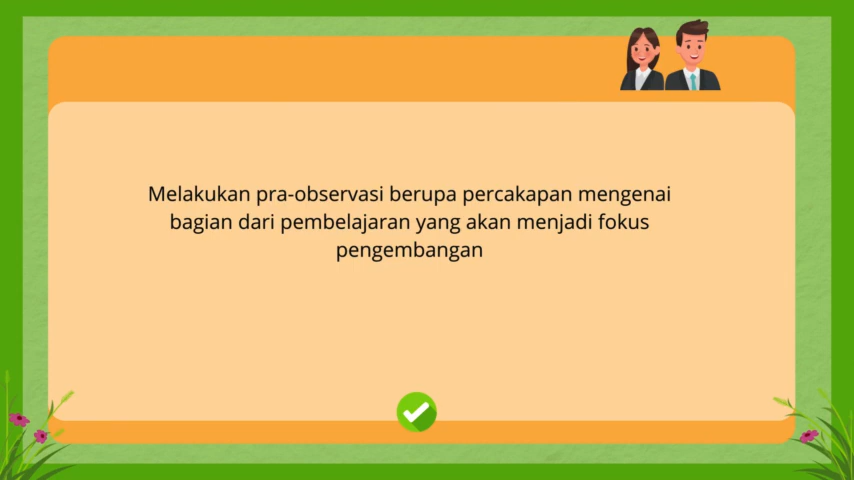 Melakukan pra-observasi berupa percakapan mengenai
bagian dari pembelajaran yang akan menjadi fokus
pengembangan